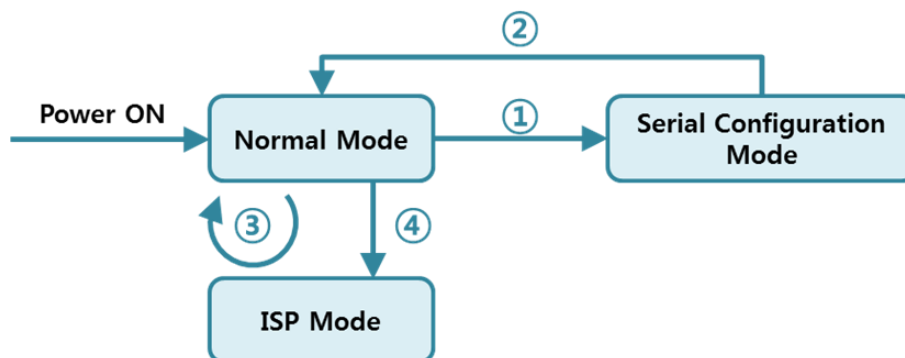 ②
Power ON
Normal Mode
①
Serial Configuration
Mode
③
④
ISP Mode